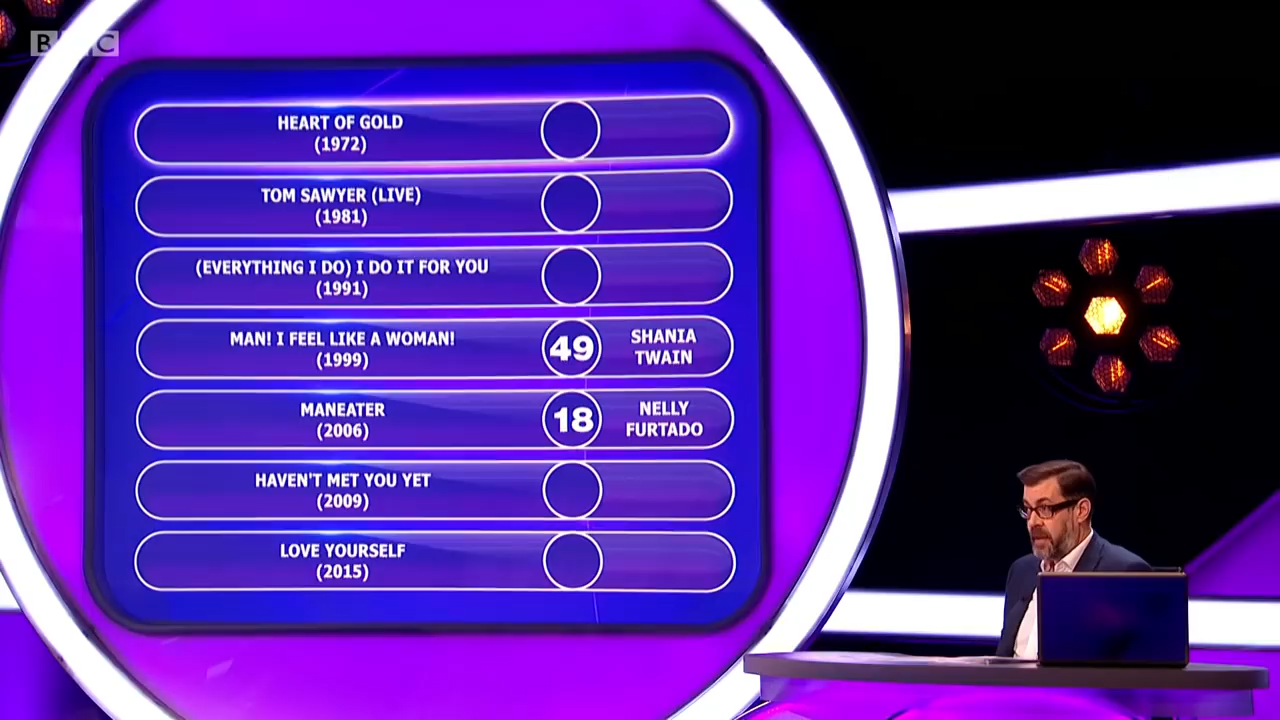 BBC
HEART OF GOLD
(1972)
TOM SAWYER (LIVE)
(1981)
(EVERYTHING I DO) I DO IT FOR YOU
(1991)
MAN! I FEEL LIKE A WOMAN!
(1999)
49
SHANIA
TWAIN
MANEATER
(2006)
18
NELLY
FURTADO
HAVEN'T MET YOU YET
(2009)
LOVE YOURSELF
(2015)